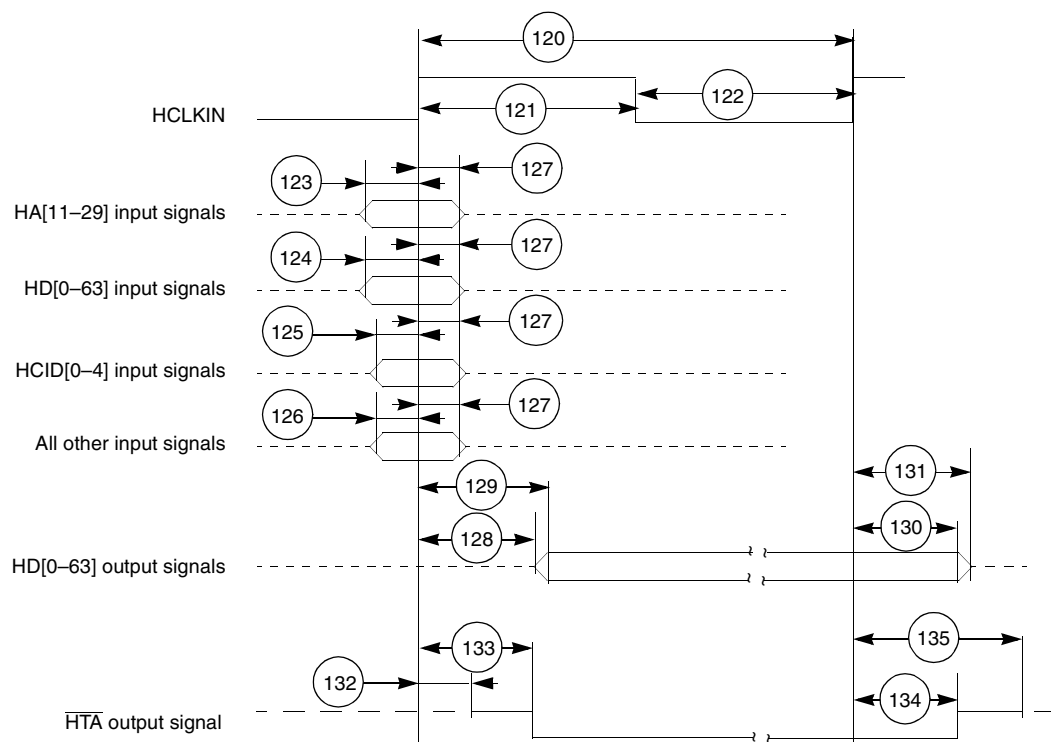 120
121
122
HCLKIN
123
127
HA[11–29] input signals
124
127
HD[0–63] input signals
125
127
HCID[0–4] input signals
126
127
All other input signals
129
131
128
130
HD[0–63] output signals
133
135
132
134
HTA output signal